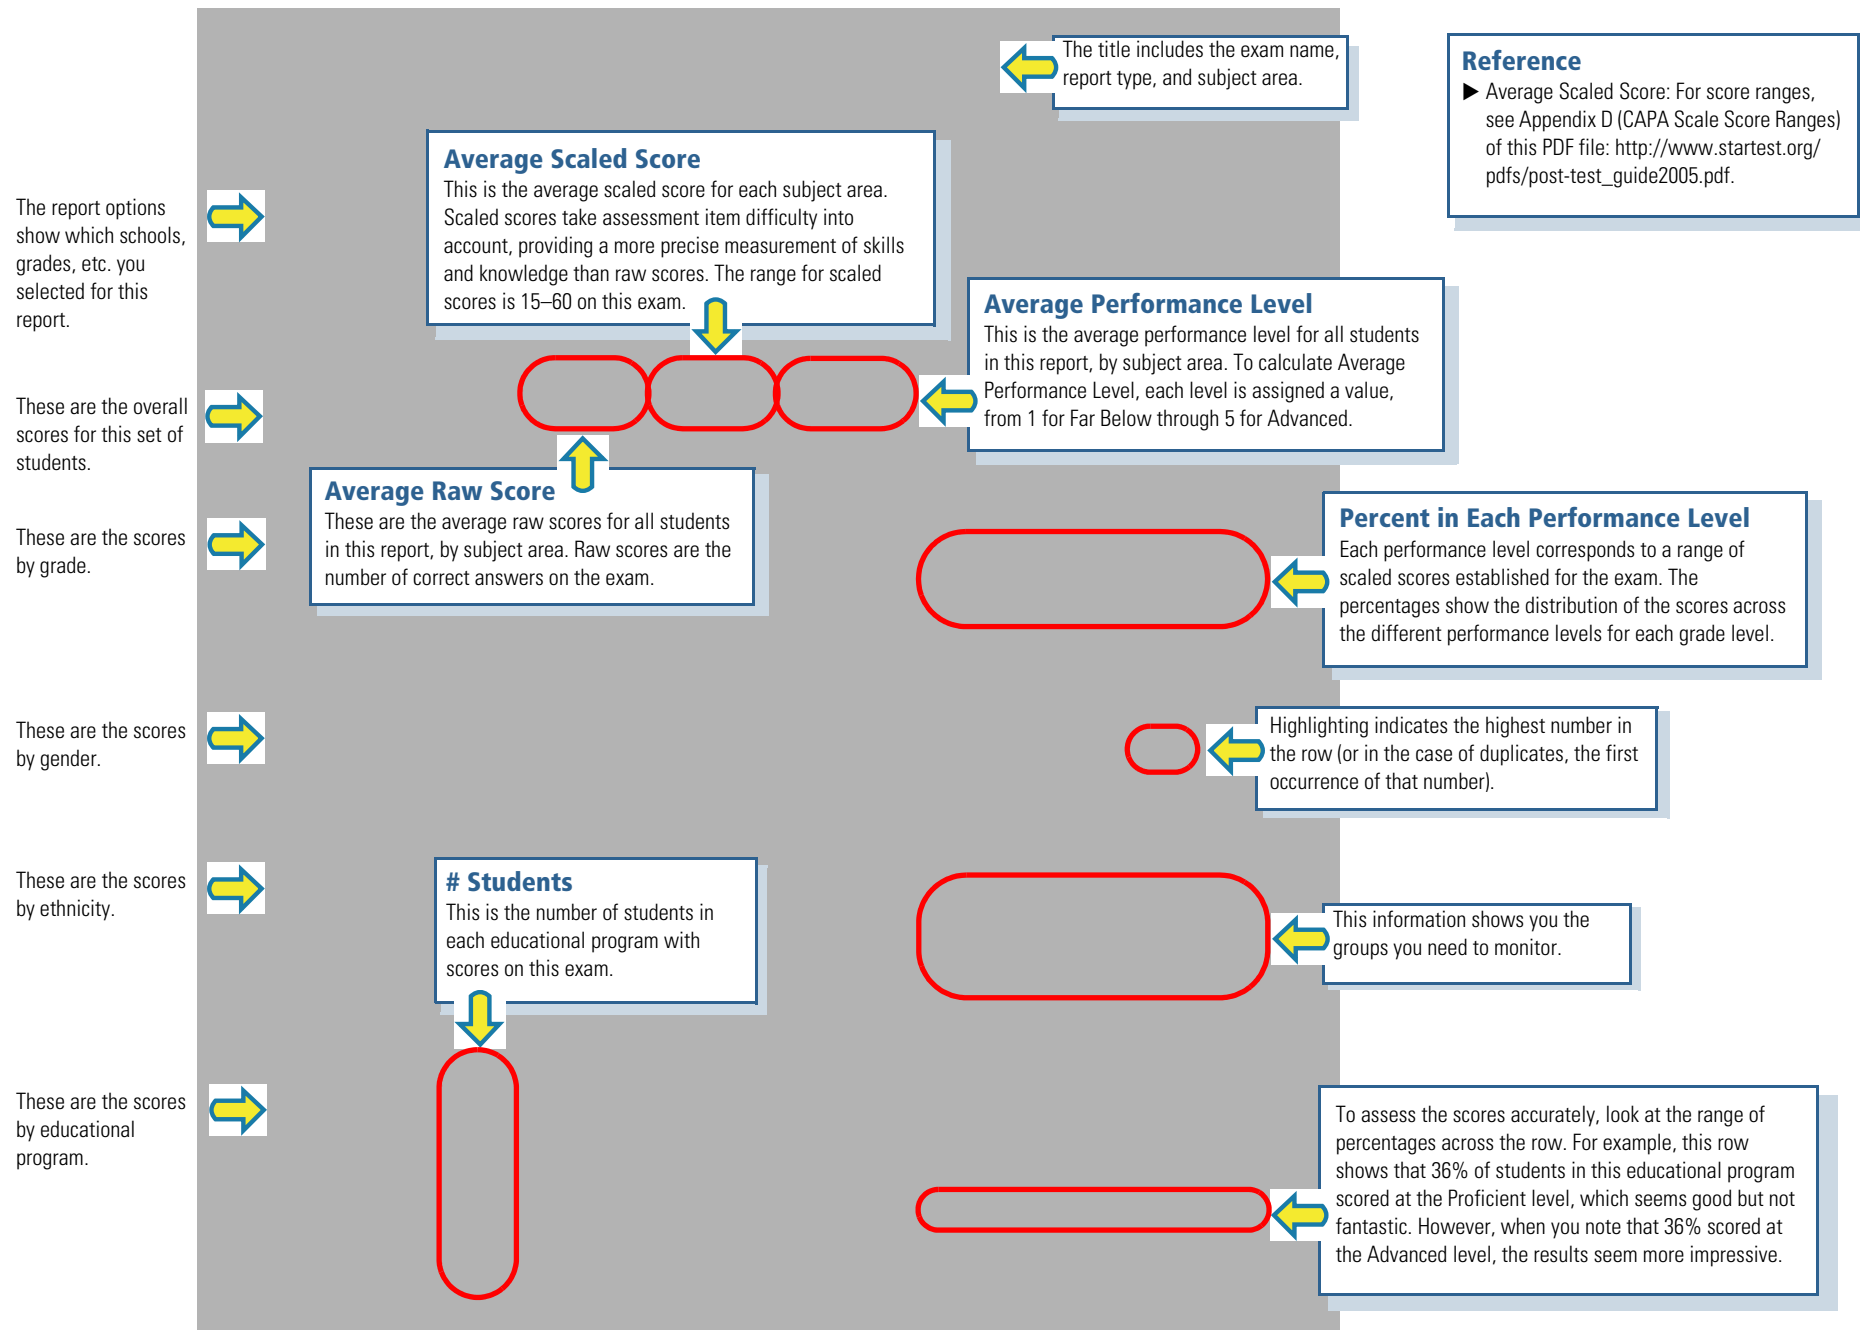 The title includes the exam name,
report type, and subject area.
Reference
▶ Average Scaled Score: For score ranges,
see Appendix D (CAPA Scale Score Ranges)
of this PDF file: http://www.startest.org/
pdfs/post-test_guide2005.pdf.
Average Scaled Score
This is the average scaled score for each subject area.
Scaled scores take assessment item difficulty into
account, providing a more precise measurement of skills
and knowledge than raw scores. The range for scaled
scores is 15–60 on this exam.
The report options
show which schools,
grades, etc. you
selected for this
report.
Average Performance Level
This is the average performance level for all students
in this report, by subject area. To calculate Average
Performance Level, each level is assigned a value,
from 1 for Far Below through 5 for Advanced.
These are the overall
scores for this set of
students.
Average Raw Score
These are the average raw scores for all students
in this report, by subject area. Raw scores are the
number of correct answers on the exam.
Percent in Each Performance Level
Each performance level corresponds to a range of
scaled scores established for the exam. The
percentages show the distribution of the scores across
the different performance levels for each grade level.
These are the scores
by grade.
These are the scores
by gender.
Highlighting indicates the highest number in
the row (or in the case of duplicates, the first
occurrence of that number).
These are the scores
by ethnicity.
# Students
This is the number of students in
each educational program with
scores on this exam.
This information shows you the
groups you need to monitor.
These are the scores
by educational
program.
To assess the scores accurately, look at the range of
percentages across the row. For example, this row
shows that 36% of students in this educational program
scored at the Proficient level, which seems good but not
fantastic. However, when you note that 36% scored at
the Advanced level, the results seem more impressive.